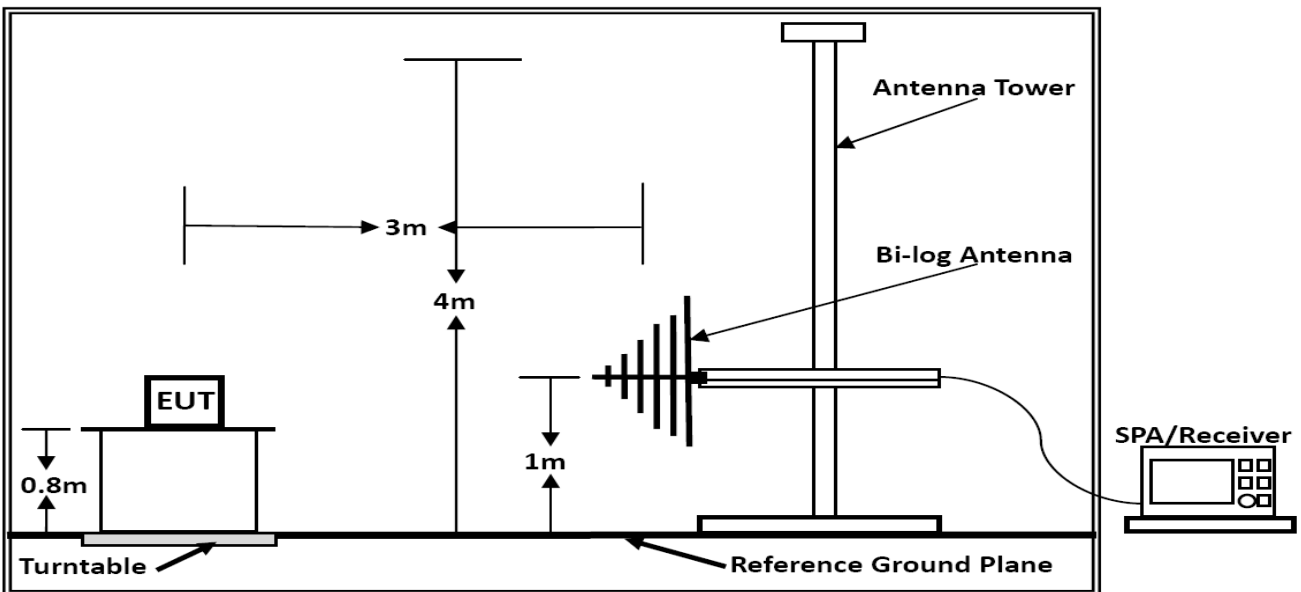 Antenna Tower
3m
Bi-log Antenna
4m
EUT
SPA/Receiver
1m
0.8m
Turntable
Reference Ground Plane